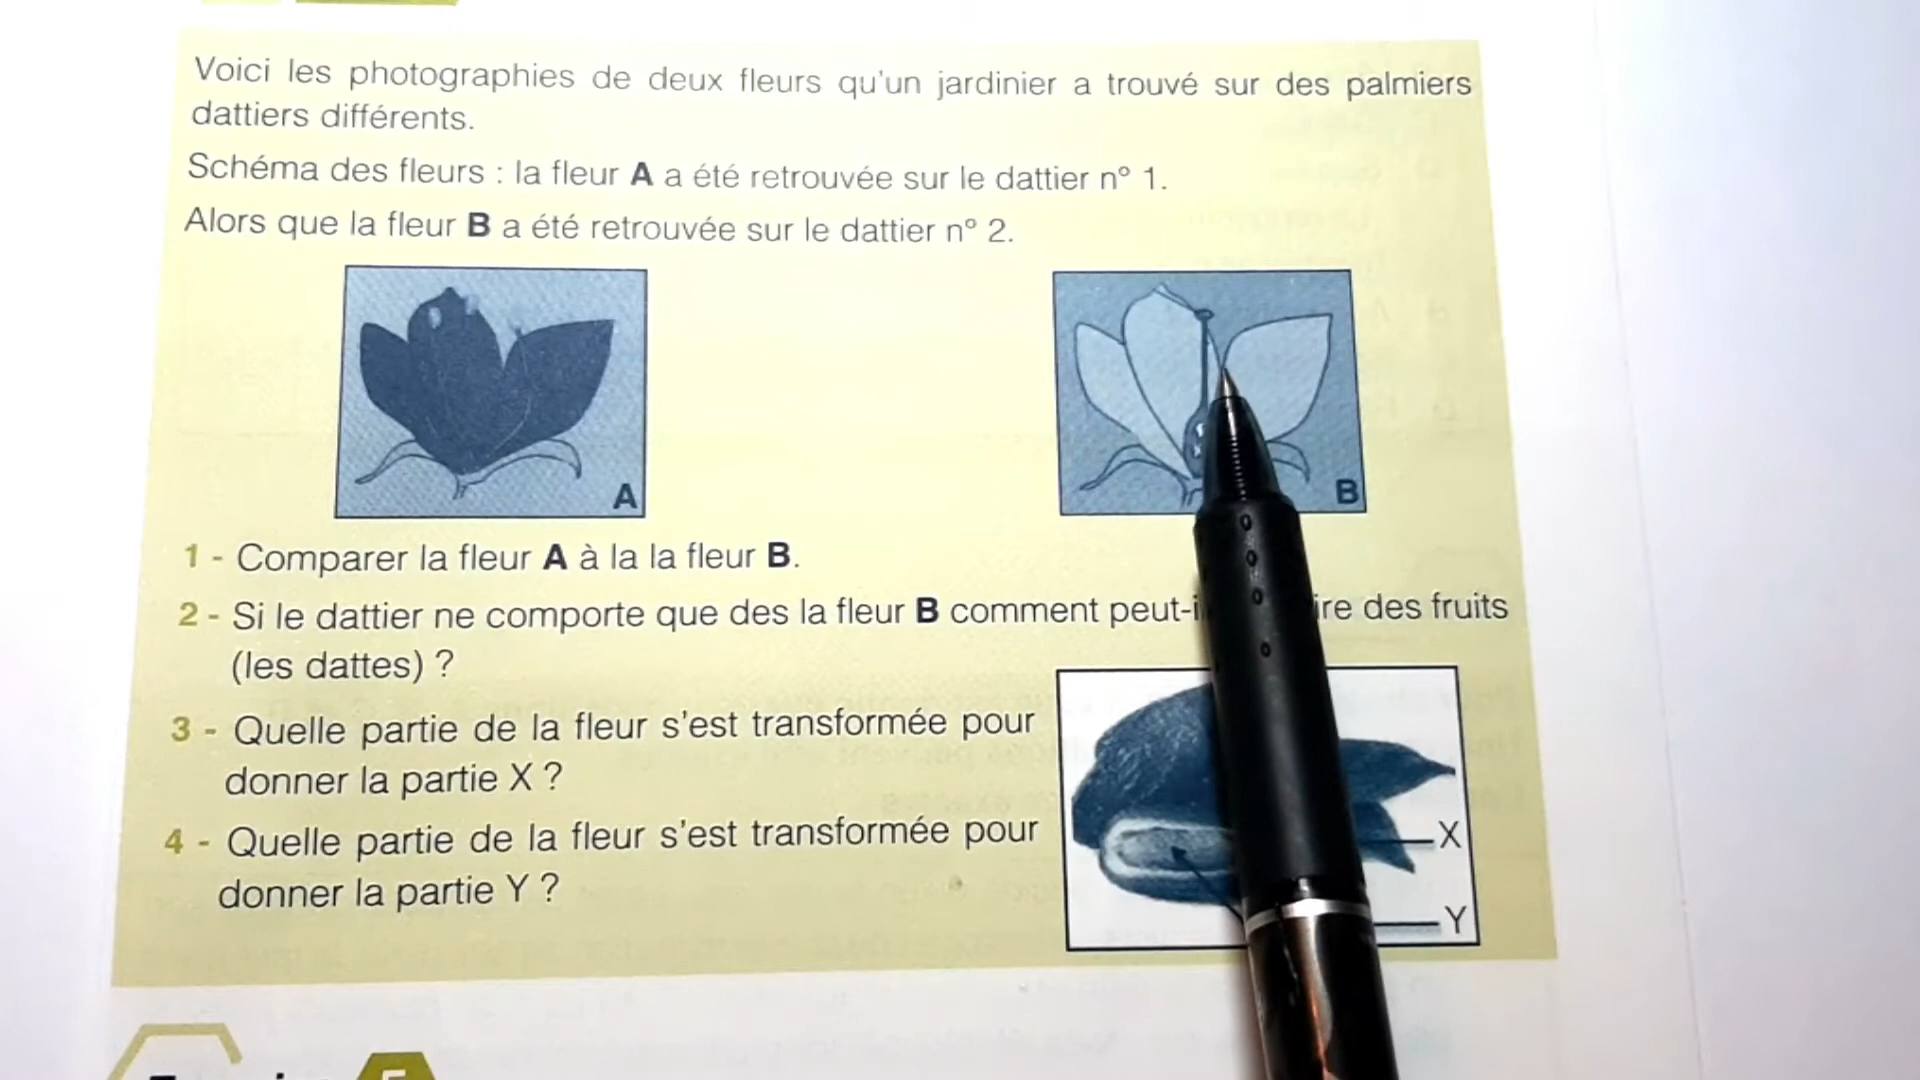 Voici les photographies de deux fleurs qu'un jardinier a trouvé sur des palmiers
dattiers différents.
Schéma des fleurs : la fleur A a été retrouvée sur le dattier n° 1.
Alors que la fleur B a été retrouvée sur le dattier n° 2.
A
B
1 - Comparer la fleur A à la la fleur B.
2 - Si le dattier ne comporte que des la fleur B comment des fruits
(les dattes) ?
3 - Quelle partie de la fleur s'est transformée pour
donner la partie X ?
4 - Quelle partie de la fleur s'est transformée pour
donner la partie Y ?
X
Y